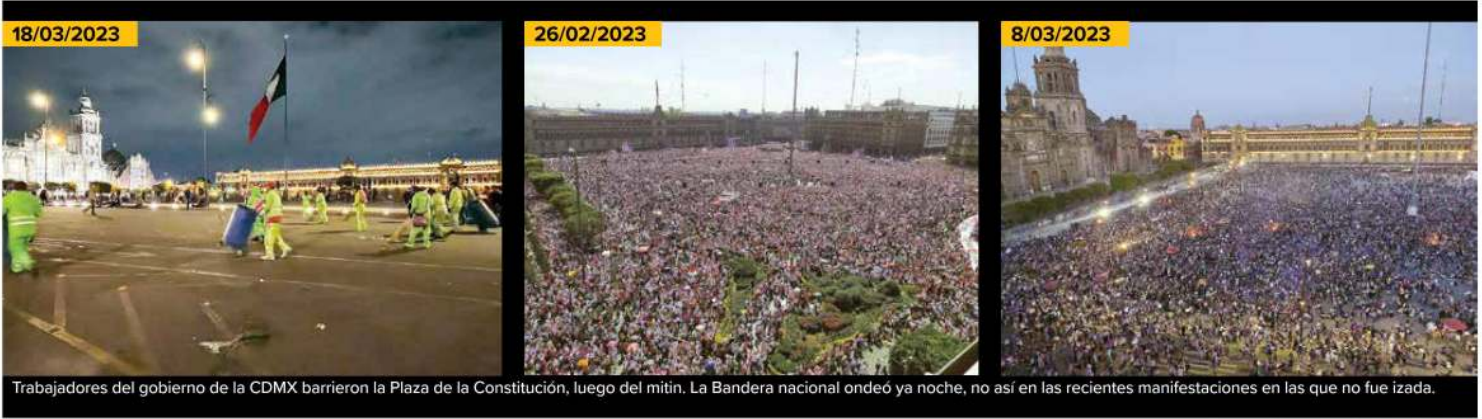 18/03/2023
26/02/2023
8/03/2023
Trabajadores del gobierno de la CDMX barrieron la Plaza de la Constitución, luego del mitin. La Bandera nacional ondeó ya noche, no así en las recientes manifestaciones en las que no fue izada.